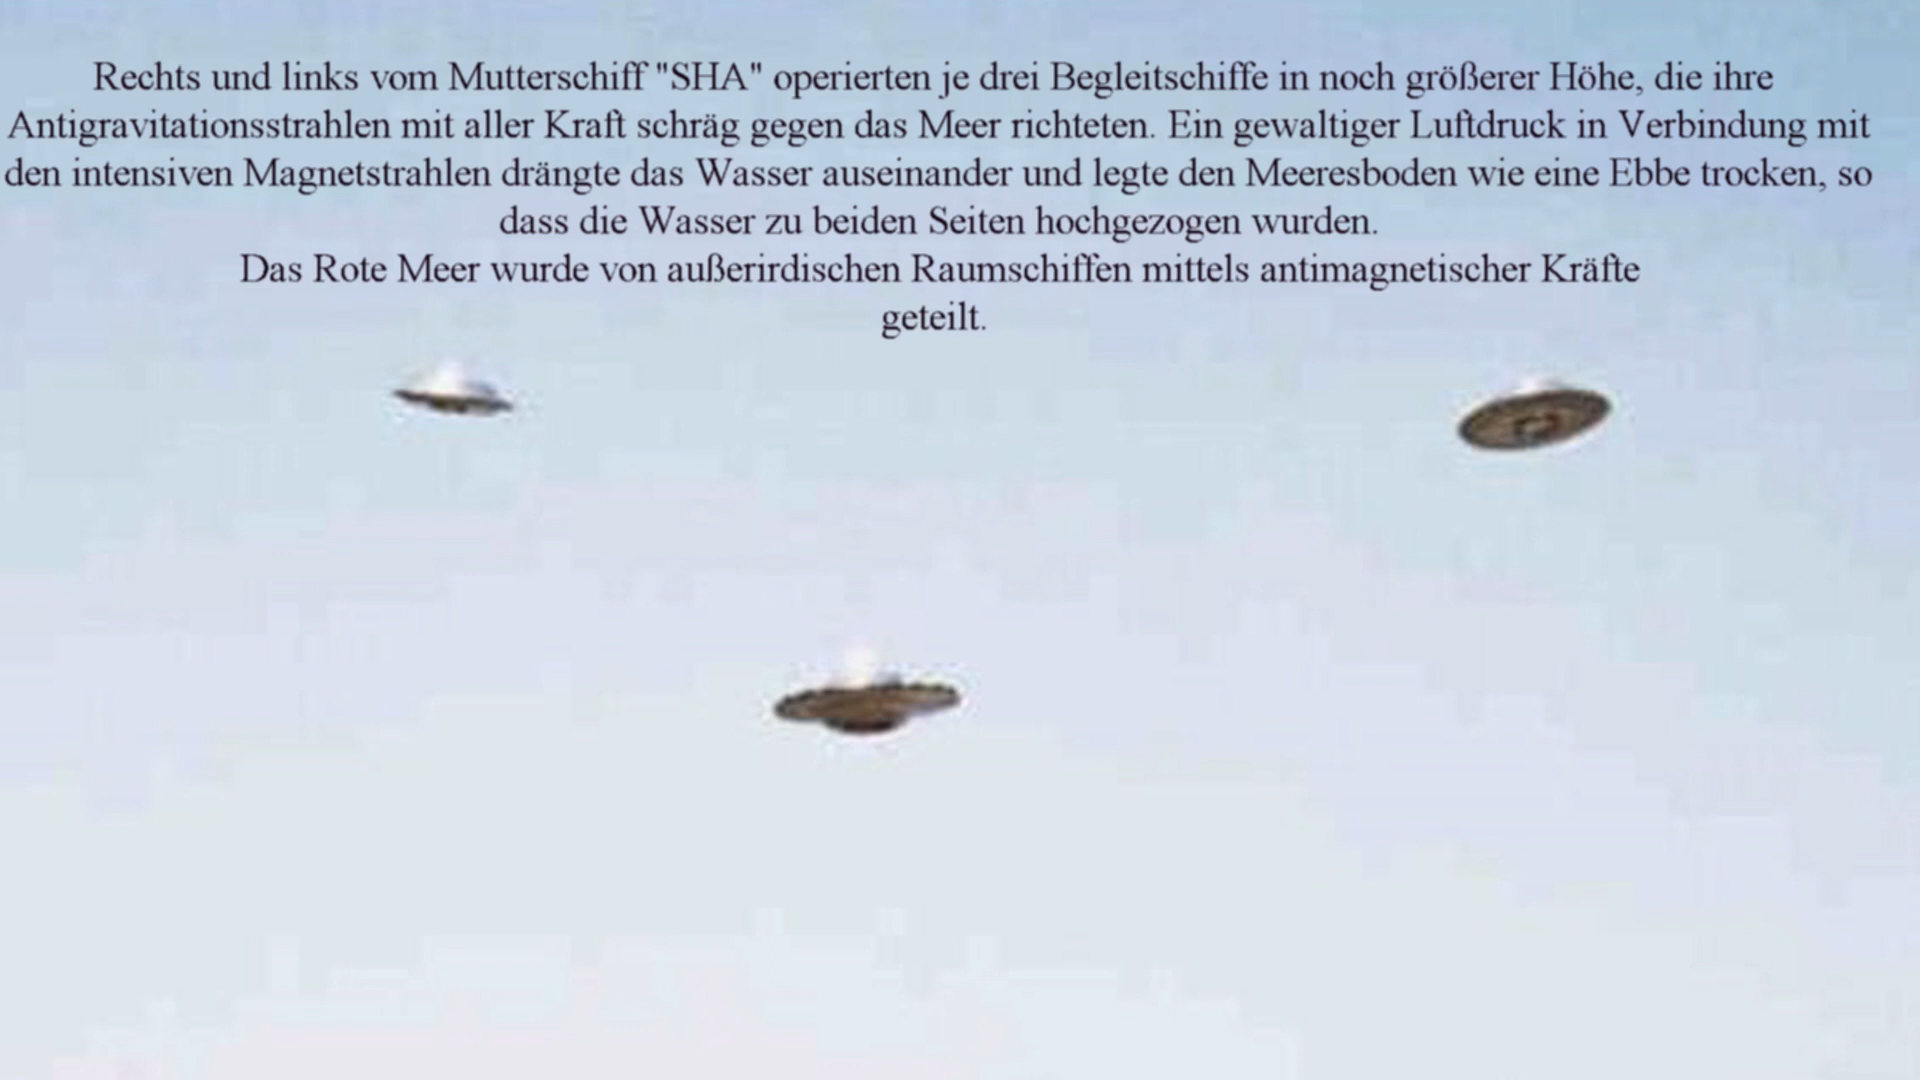 Rechts und links vom Mutterschiff "SHA" operierten je drei Begleitschiffe in noch größerer Höhe, die ihre
Antigravitationsstrahlen mit aller Kraft schräg gegen das Meer richteten. Ein gewaltiger Luftdruck in Verbindung mit
den intensiven Magnetstrahlen drängte das Wasser auseinander und legte den Meeresboden wie eine Ebbe trocken, so
dass die Wasser zu beiden Seiten hochgezogen wurden.
Das Rote Meer wurde von außerirdischen Raumschiffen mittels antimagnetischer Kräfte
geteilt.